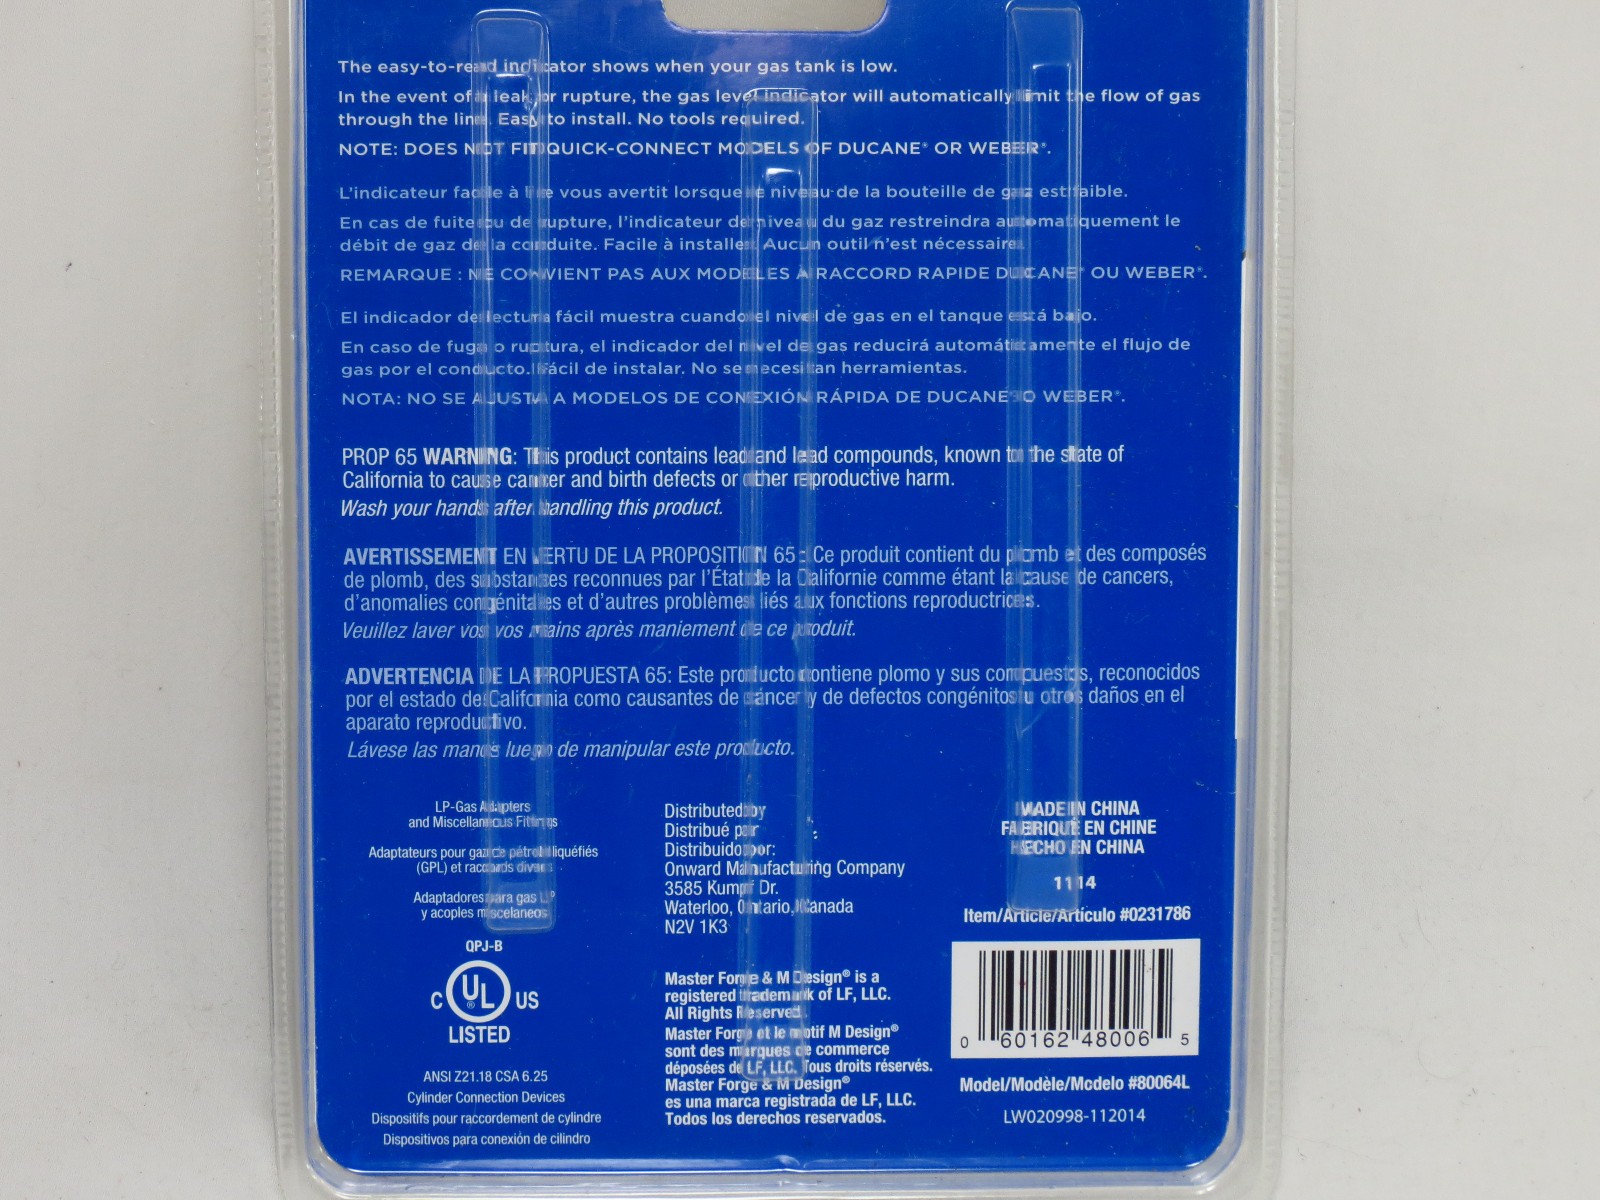 The easy-to-read indicator shows when your gas tank is low.
In the event of a leak or rupture, the gas level indicator will automatically limit the flow of gas
through the line. Easy to install. No tools required.
NOTE: DOES NOT FIT QUICK-CONNECT MODELS OF DUCANE® OR WEBER®.
L'indicateur facile à lire vous avertit lorsque le niveau de la bouteille de gaz est faible.
En cas de fuite ou de rupture, l'indicateur de niveau du gaz restreindra automatiquement le
débit de gaz de la conduite. Facile à installer. Aucun outil n'est nécessaire.
REMARQUE : NE CONVIENT PAS AUX MODÈLES À RACCORD RAPIDE DUCANE® OU WEBER®.
El indicador de lectura fácil muestra cuando el nivel de gas en el tanque está bajo.
En caso de fuga o ruptura, el indicador del nivel de gas reducirá automáticamente el flujo de
gas por el conducto. Fácil de instalar. No se necesitan herramientas.
NOTA: NO SE AJUSTA A MODELOS DE CONEXIÓN RÁPIDA DE DUCANE® O WEBER®.
PROP 65 WARNING: This product contains lead and lead compounds, known to the state of
California to cause cancer and birth defects or other reproductive harm.
Wash your hands after handling this product.
AVERTISSEMENT EN VERTU DE LA PROPOSITION 65 : Ce produit contient du plomb et des composés
de plomb, des substances reconnues par l'État de la Californie comme étant la cause de cancers,
d'anomalies congénitales et d'autres problèmes liés aux fonctions reproductrices.
Veuillez laver vos vos mains après maniement de ce produit.
ADVERTENCIA DE LA PROPUESTA 65: Este producto contiene plomo y sus compuestos, reconocidos
por el estado de California como causantes de cáncer y de defectos congénitos u otros daños en el
aparato reproductivo.
Lávese las manos luego de manipular este producto.
LP-Gas Adapters
and Miscellaneous Fittings
Adaptateurs pour gaz de pétrole liquéfiés
(GPL) et raccords divers
Adaptadores para gas LP
y acoples miscelaneos
QPJ-B
C UL ® US
LISTED
ANSI Z21.18 CSA 6.25
Cylinder Connection Devices
Dispositifs pour raccordement de cylindre
Dispositivos para conexión de cilindro
Distributed by
Distribué par
Distribuido por:
Onward Manufacturing Company
3585 Kumpf Dr.
Waterloo, Ontario, Canada
N2V 1K3
Master Forge & M Design® is a
registered trademark of LF, LLC.
All Rights Reserved.
Master Forge et le motif M Design®
sont des marques de commerce
déposées de LF, LLC. Tous droits réservés.
Master Forge & M Design®
es una marca registrada de LF, LLC.
Todos los derechos reservados.
MADE IN CHINA
FABRIQUÉ EN CHINE
HECHO EN CHINA
1114
Item/Article/Artículo #0231786
0 60162 48006 5
Model/Modèle/Modelo #80064L
LW020998-112014